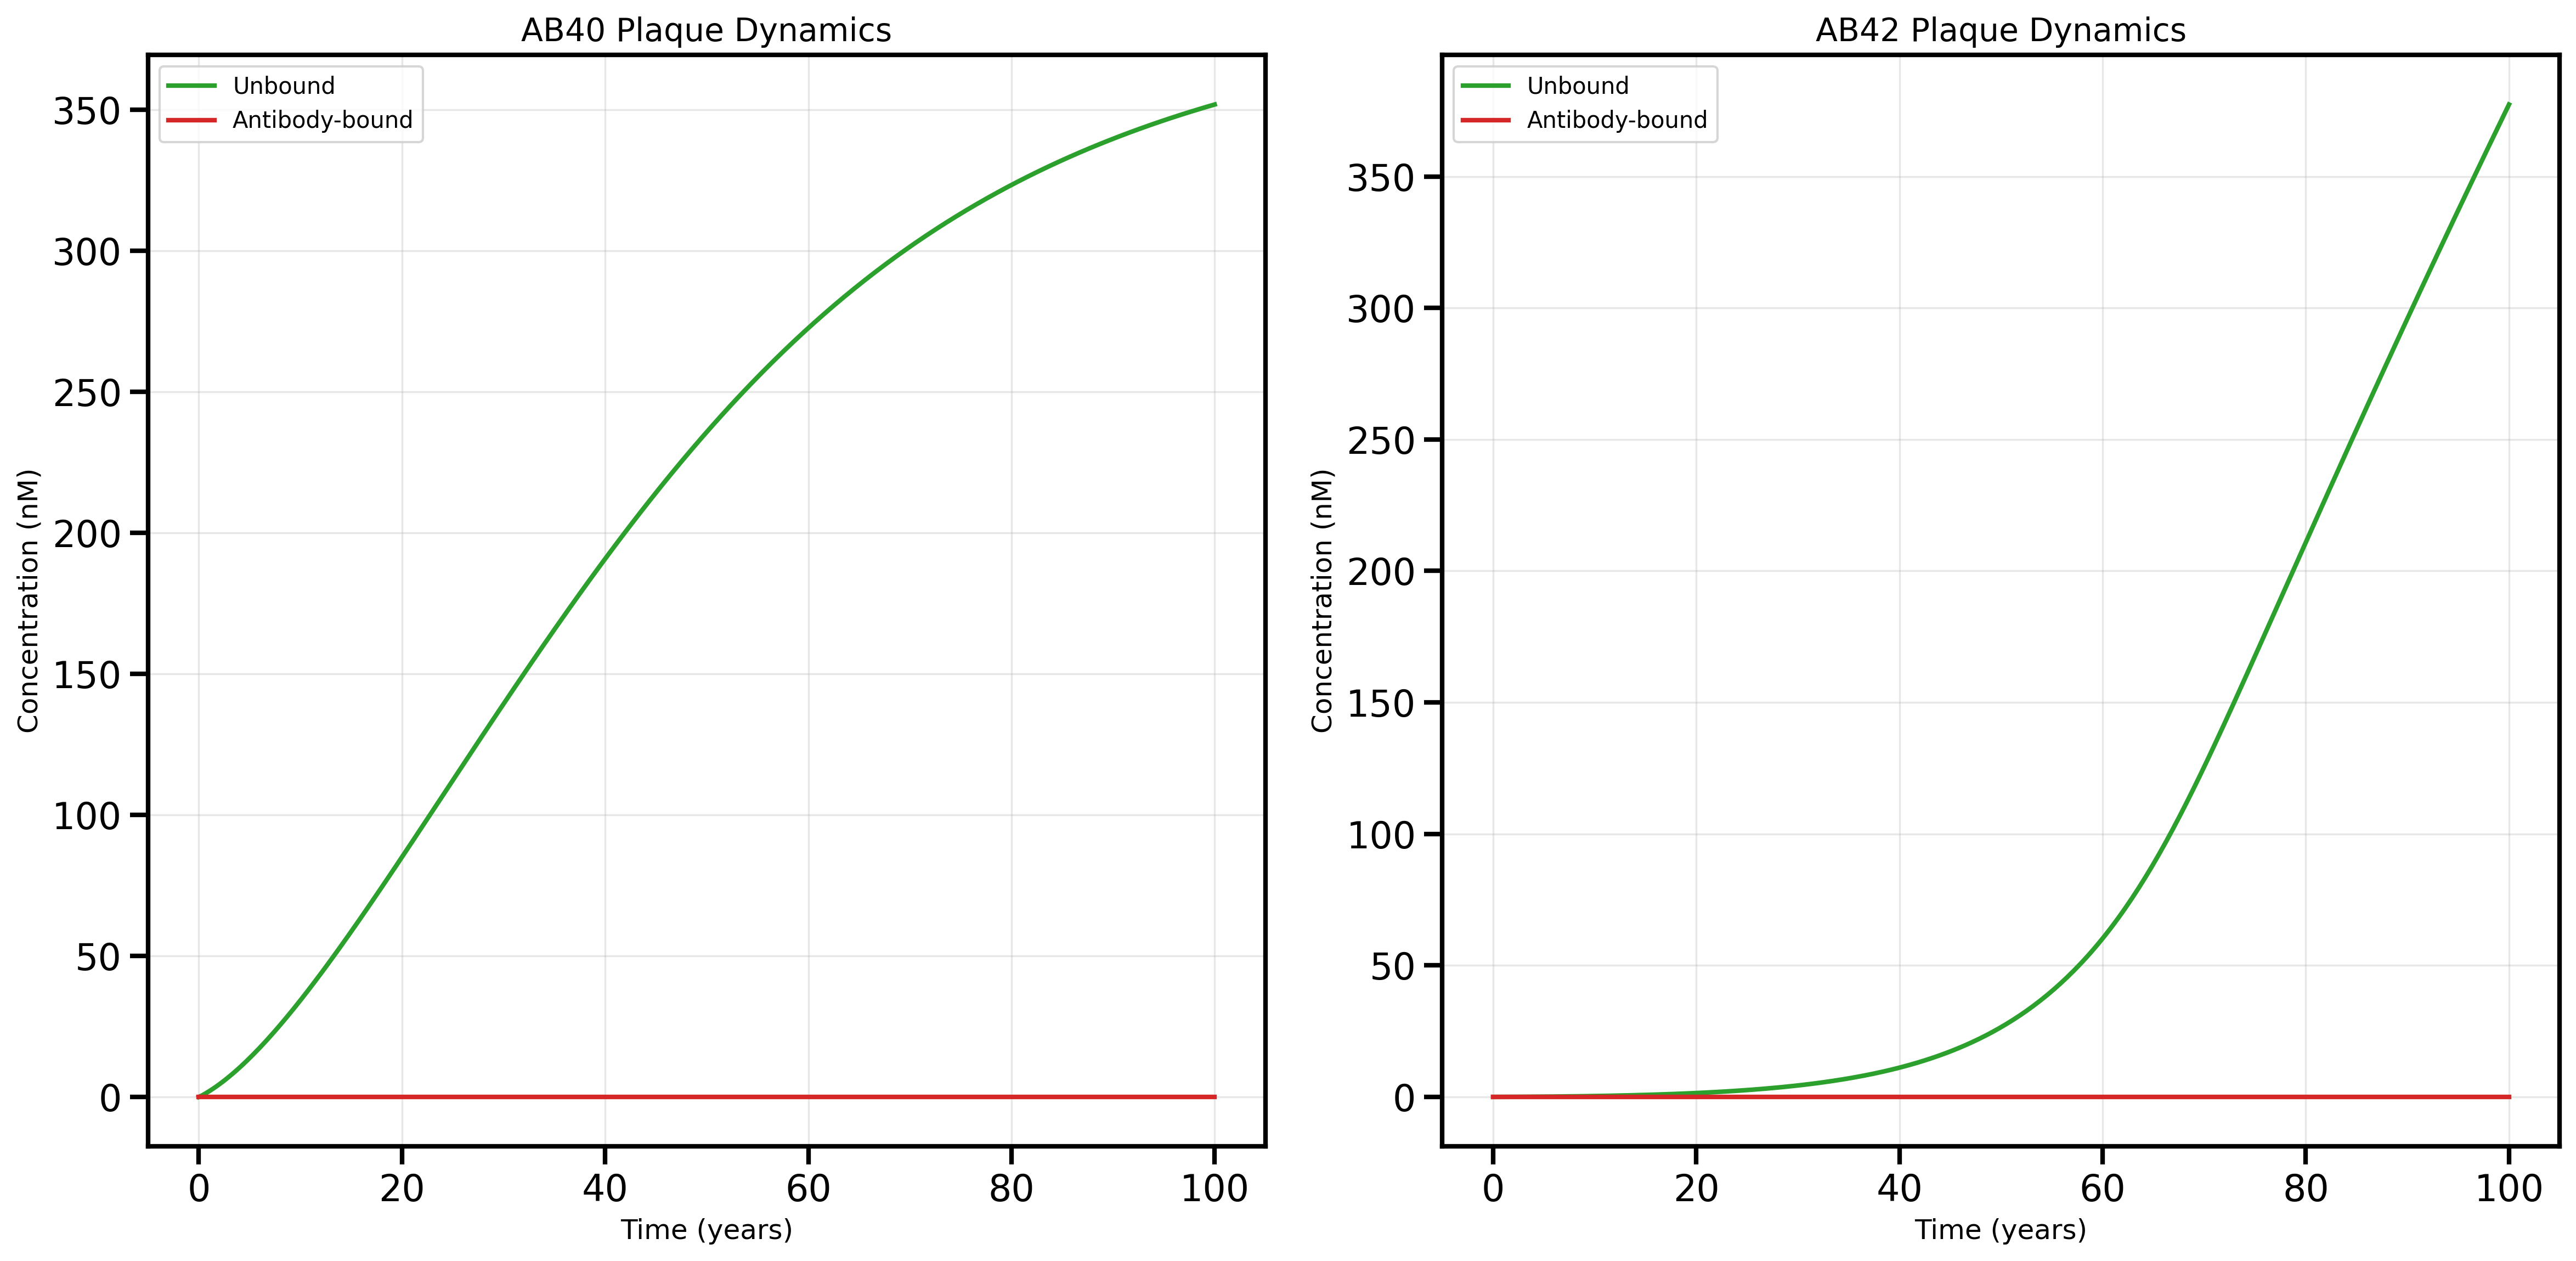 AB40 Plaque Dynamics
Unbound
Antibody-bound
350
300
250
200
150
100
50
0
Concentration (nM)
0 20 40 60 80 100
Time (years)
AB42 Plaque Dynamics
Unbound
Antibody-bound
350
300
250
200
150
100
50
0
Concentration (nM)
0 20 40 60 80 100
Time (years)